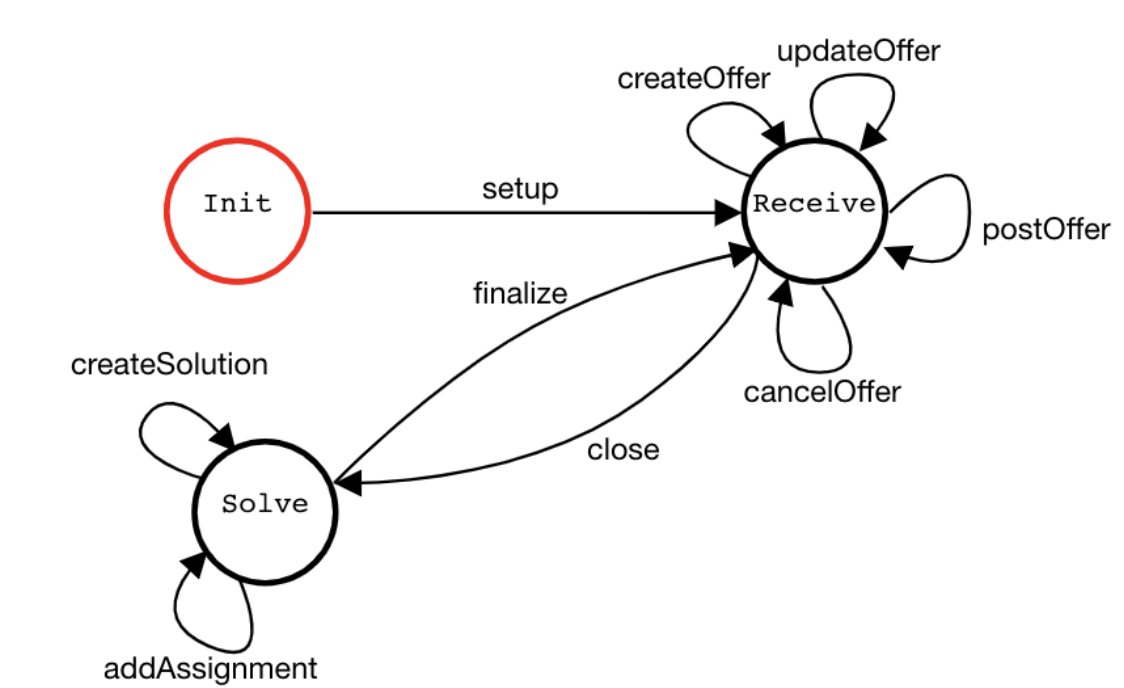 updateOffer
createOffer
setup
Init
Receive
postOffer
finalize
createSolution
cancelOffer
close
Solve
addAssignment